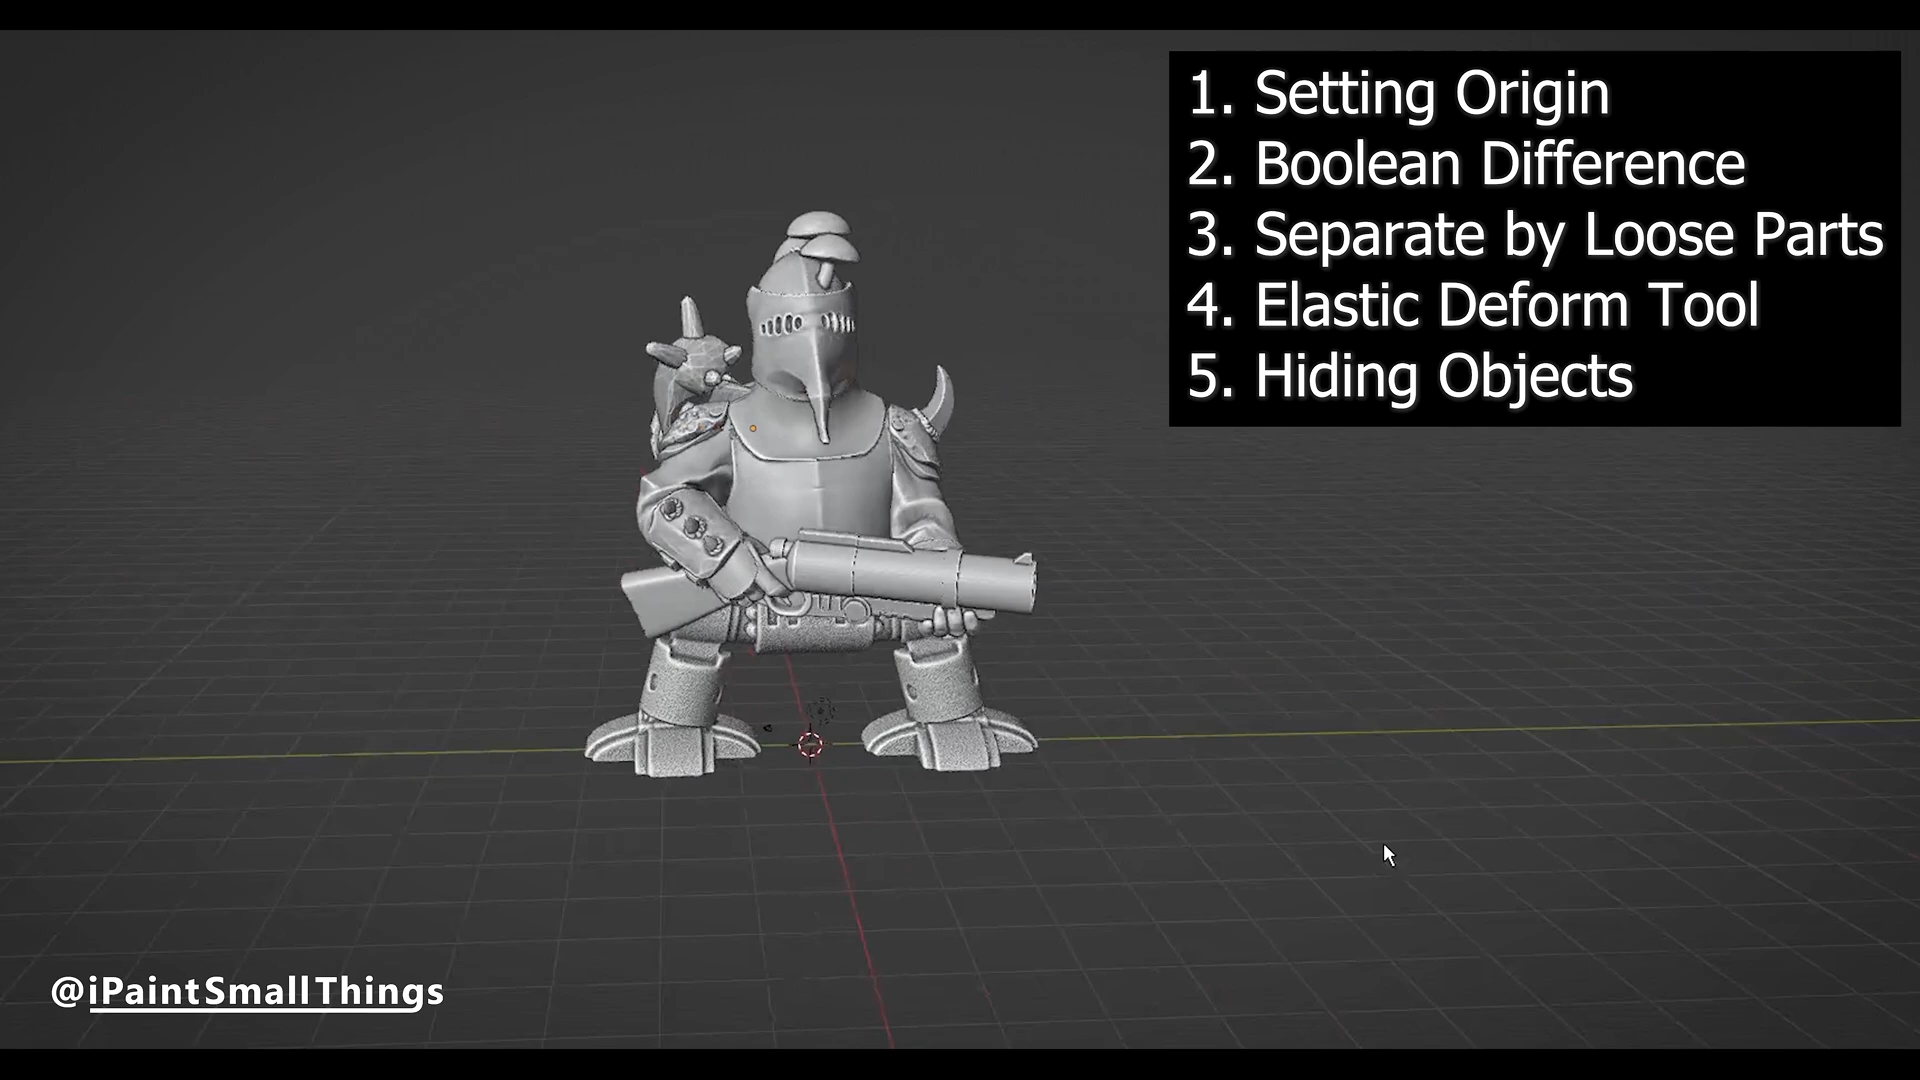 1. Setting Origin
2. Boolean Difference
3. Separate by Loose Parts
4. Elastic Deform Tool
5. Hiding Objects
@iPaintSmallThings